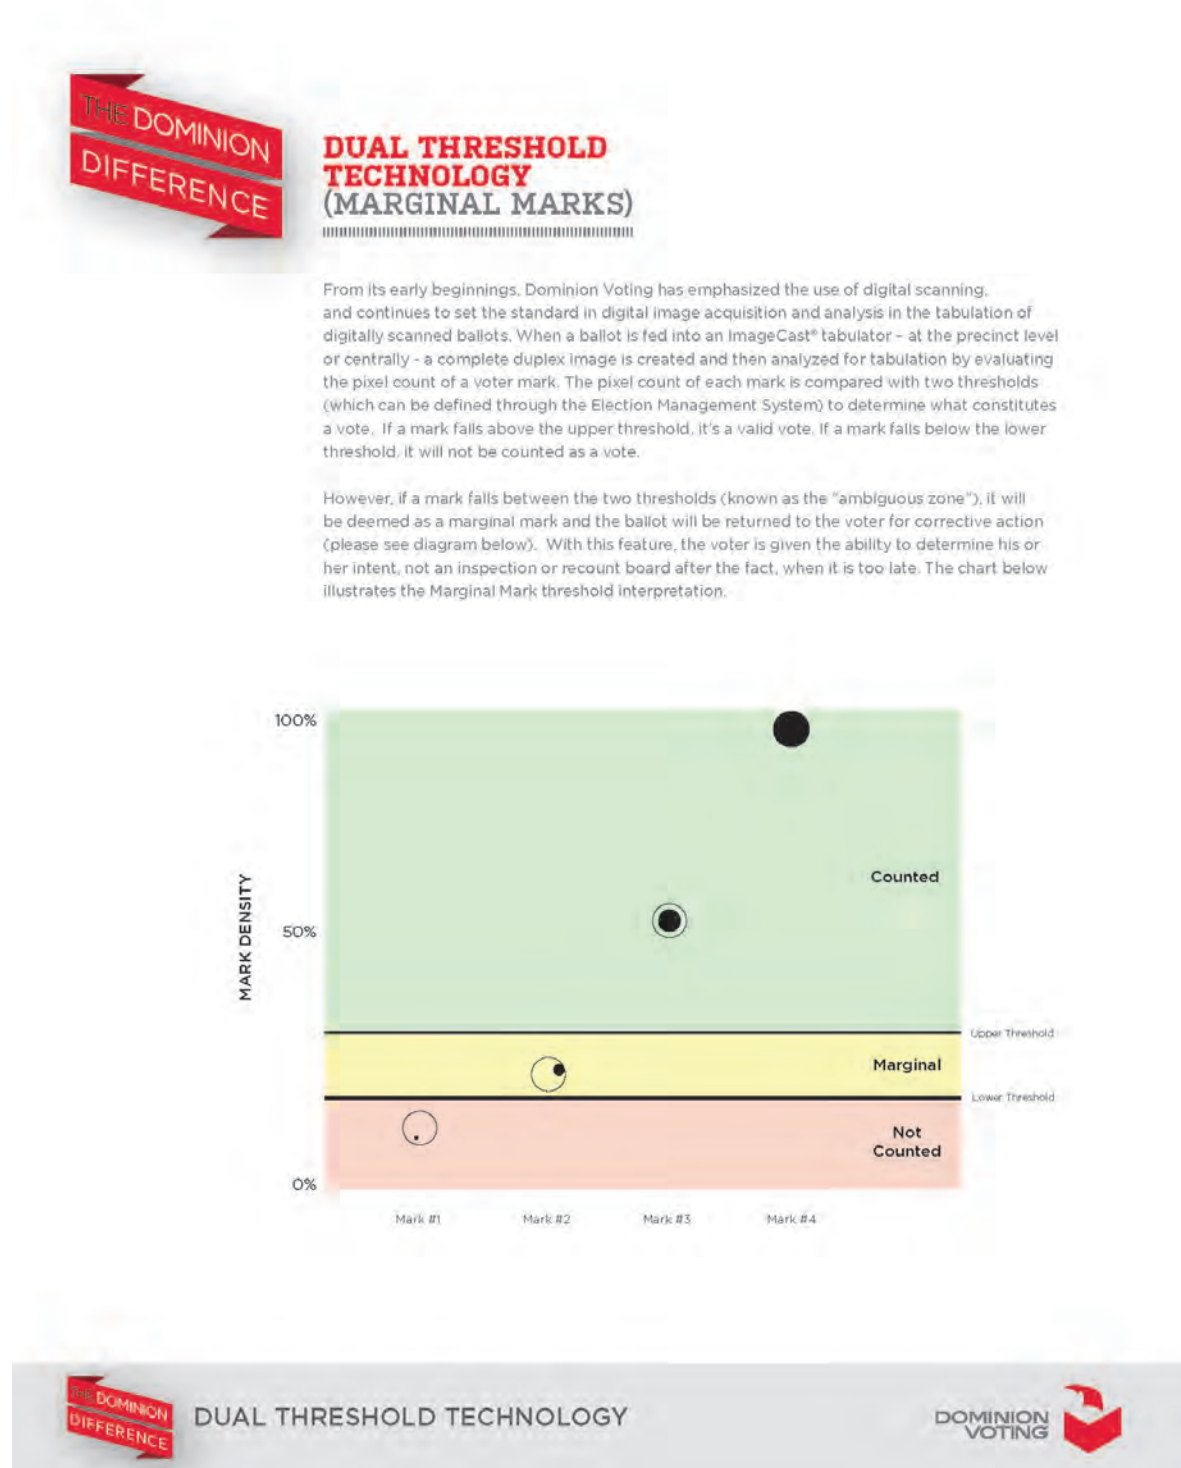 THE DOMINION
DIFFERENCE
DUAL THRESHOLD
TECHNOLOGY
(MARGINAL MARKS)
From its early beginnings, Dominion Voting has emphasized the use of digital scanning,
and continues to set the standard in digital image acquisition and analysis in the tabulation of
digitally scanned ballots. When a ballot is fed into an ImageCast® tabulator – at the precinct level
or centrally - a complete duplex image is created and then analyzed for tabulation by evaluating
the pixel count of a voter mark. The pixel count of each mark is compared with two thresholds
(which can be defined through the Election Management System) to determine what constitutes
a vote. If a mark falls above the upper threshold, it's a valid vote. If a mark falls below the lower
threshold, it will not be counted as a vote.
However, if a mark falls between the two thresholds (known as the "ambiguous zone"), it will
be deemed as a marginal mark and the ballot will be returned to the voter for corrective action
(please see diagram below). With this feature, the voter is given the ability to determine his or
her intent, not an inspection or recount board after the fact, when it is too late. The chart below
illustrates the Marginal Mark threshold interpretation.
100%
Counted
MARK DENSITY
50%
Upper Threshold
Marginal
Lower Threshold
Not
Counted
0%
Mark #1 Mark #2 Mark #3 Mark #4
THE DOMINION
DIFFERENCE
DUAL THRESHOLD TECHNOLOGY
DOMINION
VOTING